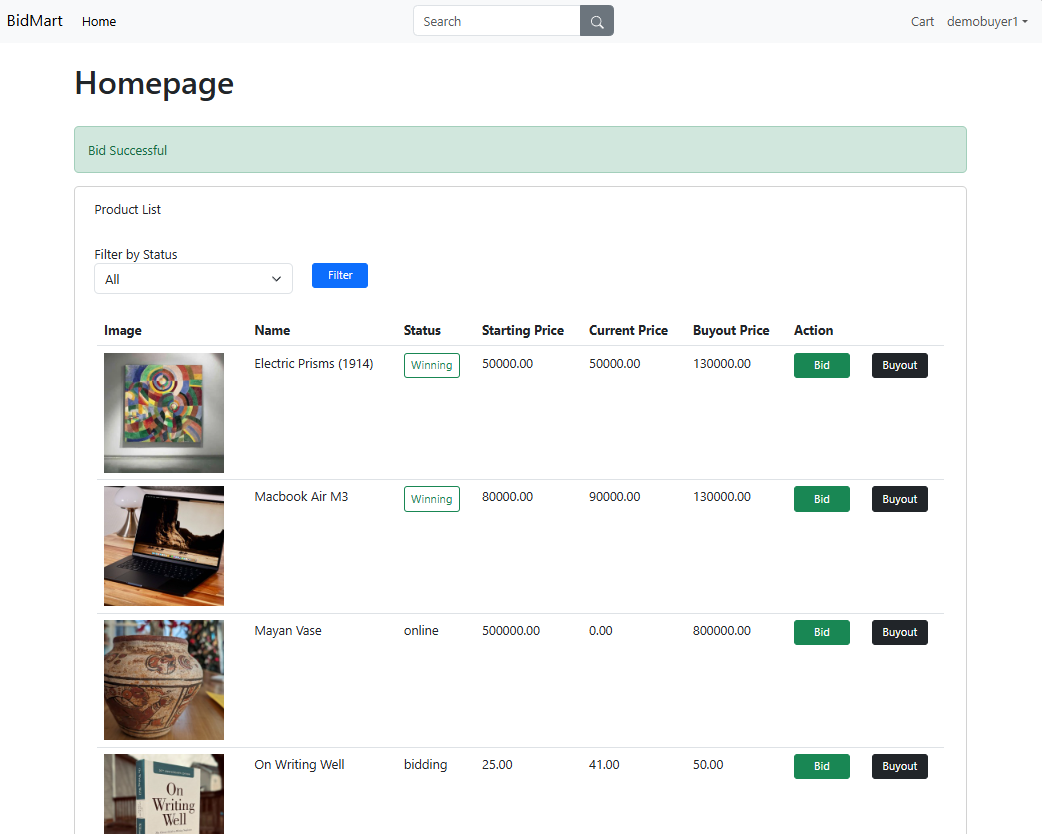 BidMart Home Search Cart demobuyer1
Homepage
Bid Successful
Product List
Filter by Status
All Filter
Image Name Status Starting Price Current Price Buyout Price Action
Electric Prisms (1914) Winning 50000.00 50000.00 130000.00 Bid Buyout
Macbook Air M3 Winning 80000.00 90000.00 130000.00 Bid Buyout
Mayan Vase online 500000.00 0.00 800000.00 Bid Buyout
On Writing Well bidding 25.00 41.00 50.00 Bid Buyout
On
Writing
Well